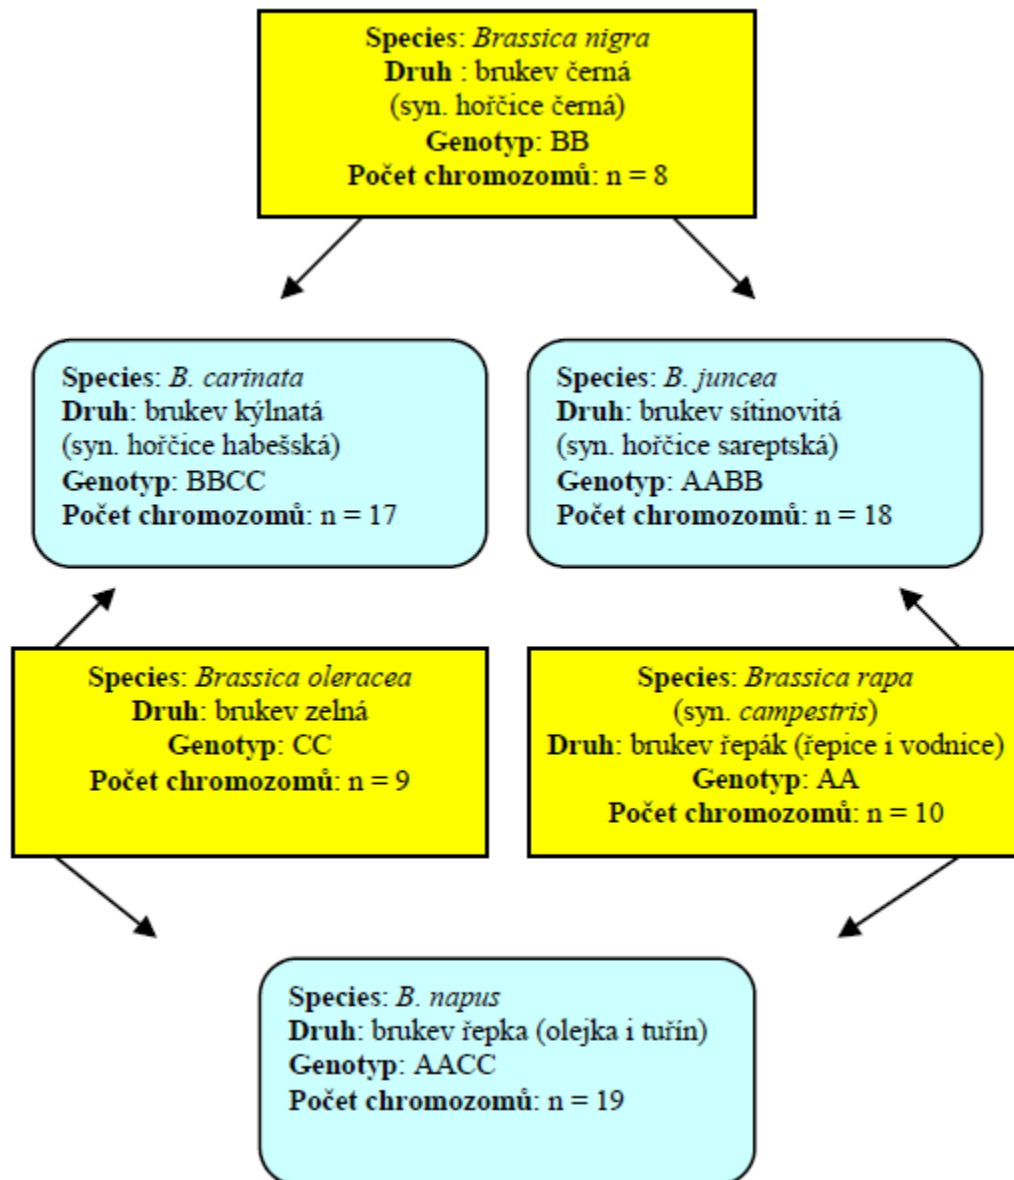 Species: Brassica nigra
Druh : brukev černá
(syn. hořčice černá)
Genotyp: BB
Počet chromozomů: n = 8
Species: B. carinata
Druh: brukev kýlnatá
(syn. hořčice habešská)
Genotyp: BBCC
Počet chromozomů: n = 17
Species: B. juncea
Druh: brukev sítinovitá
(syn. hořčice sareptská)
Genotyp: AABB
Počet chromozomů: n = 18
Species: Brassica oleracea
Druh: brukev zelná
Genotyp: CC
Počet chromozomů: n = 9
Species: Brassica rapa
(syn. campestris)
Druh: brukev řepák (řepice i vodnice)
Genotyp: AA
Počet chromozomů: n = 10
Species: B. napus
Druh: brukev řepka (olejka i tuřín)
Genotyp: AACC
Počet chromozomů: n = 19